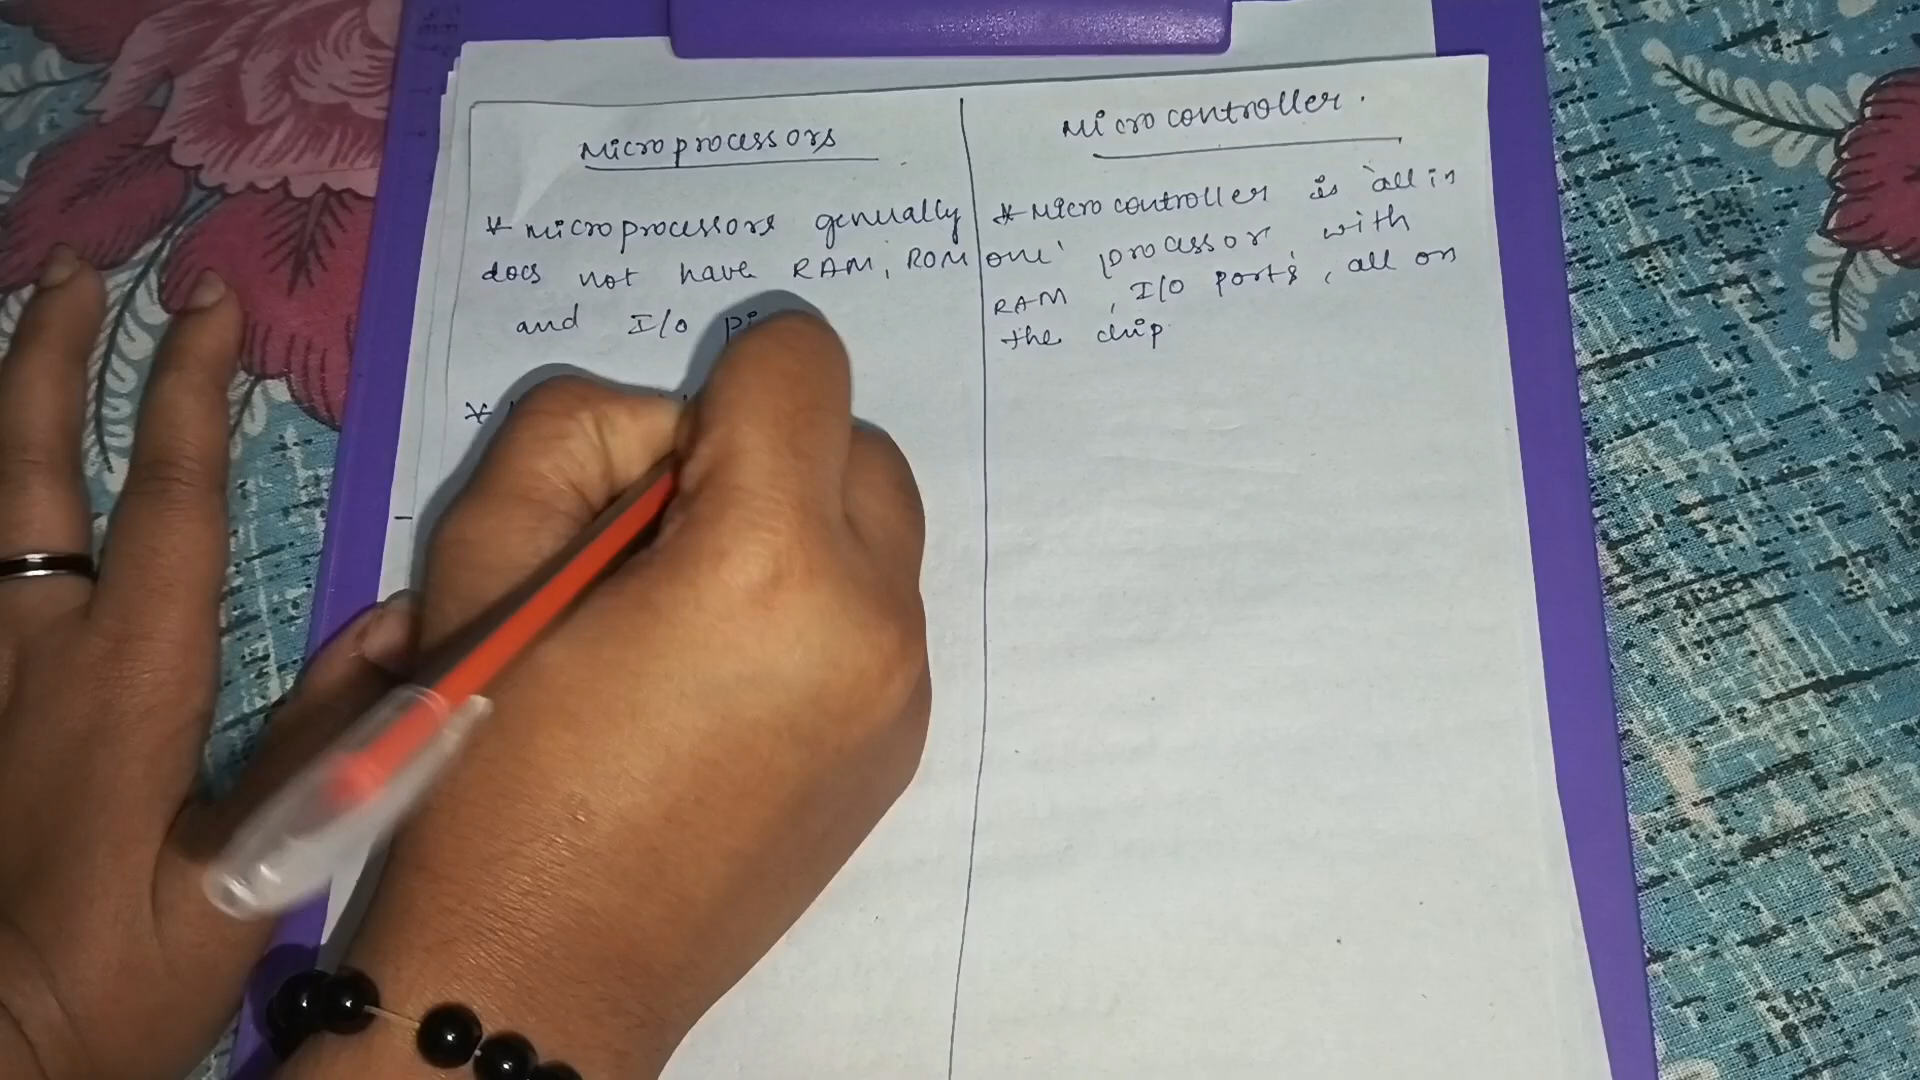 Microprocessors
* Microprocessors genually
does not have RAM, ROM
and I/O
*
Micro controller.
* Micro controller is 'all in
one' processor, with
RAM, I/O ports, all on
the chip